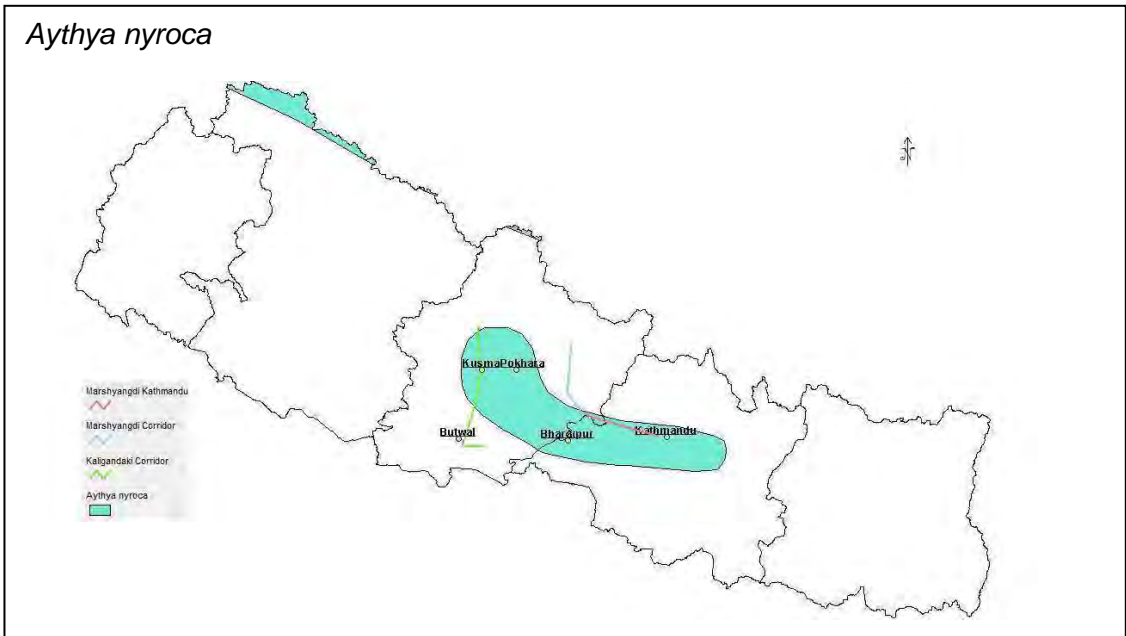 Aythya nyroca
N
KusmaPokhara
Butwal
Bharatpur
Kathmandu
Marshyangdi Kathmandu
Marshyangdi Corridor
Kaligandaki Corridor
Aythya nyroca